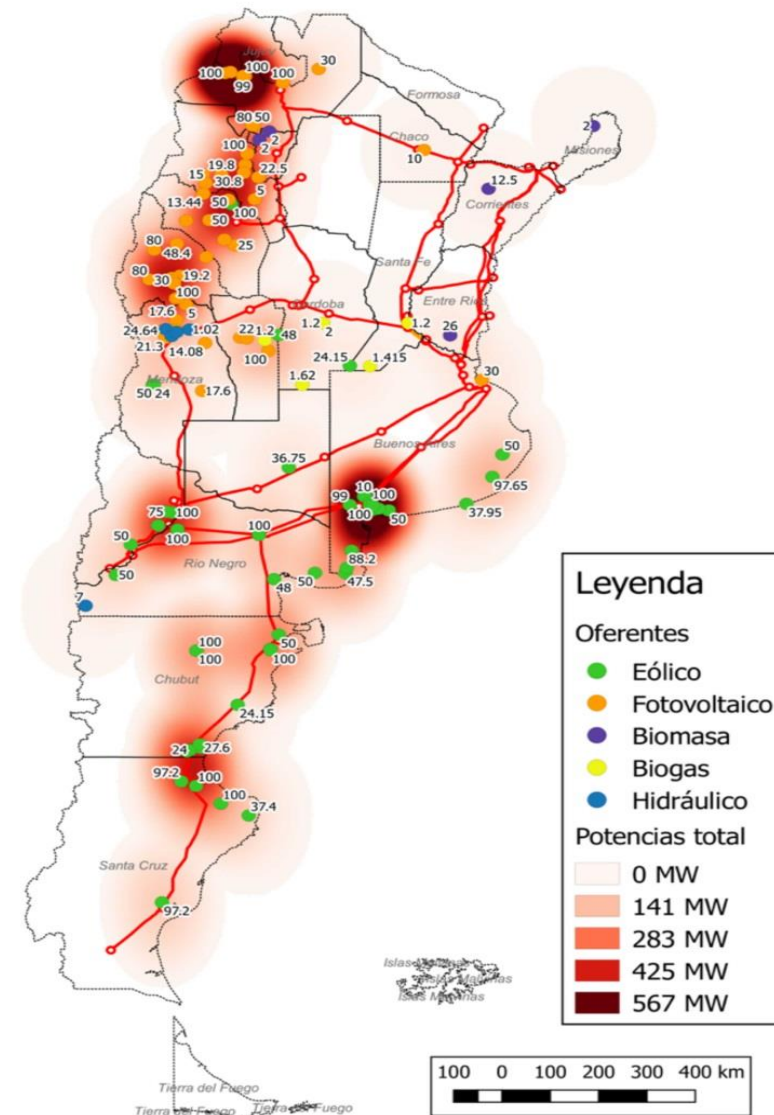 Jujuy
100
100
99
100
30
Formosa
80 50
2
2
100
Chaco
10
2
Misiones
19.8
15
30.8
22.5
5
12.5
Corrientes
13.44
50
100
50
25
80
48.4
Santa Fe
80
30
19.2
100
Entre Rios
17.6
5
Cordoba
24.64
1.02
1.2
2
1.2
26
21.3
14.08
22
1.2
48
100
24.15
1.415
Mendoza
50 24
17.6
1.62
30
Buenos Aires
36.75
50
97.65
10
99
100
100
50
37.95
75
100
100
50
100
Rio Negro
88.2
50
48
50
47.5
7
100
100
50
100
Chubut
24.15
24
27.6
97.2
100
100
37.4
Santa Cruz
97.2
Islas Malvinas
Islas Malvinas
Islas Malvinas
Tierra del Fuego
Tierra del Fuego
Tierra del Fuego
Leyenda
Oferentes
Eólico
Fotovoltaico
Biomasa
Biogas
Hidráulico
Potencias total
0 MW
141 MW
283 MW
425 MW
567 MW
100 0 100 200 300 400 km